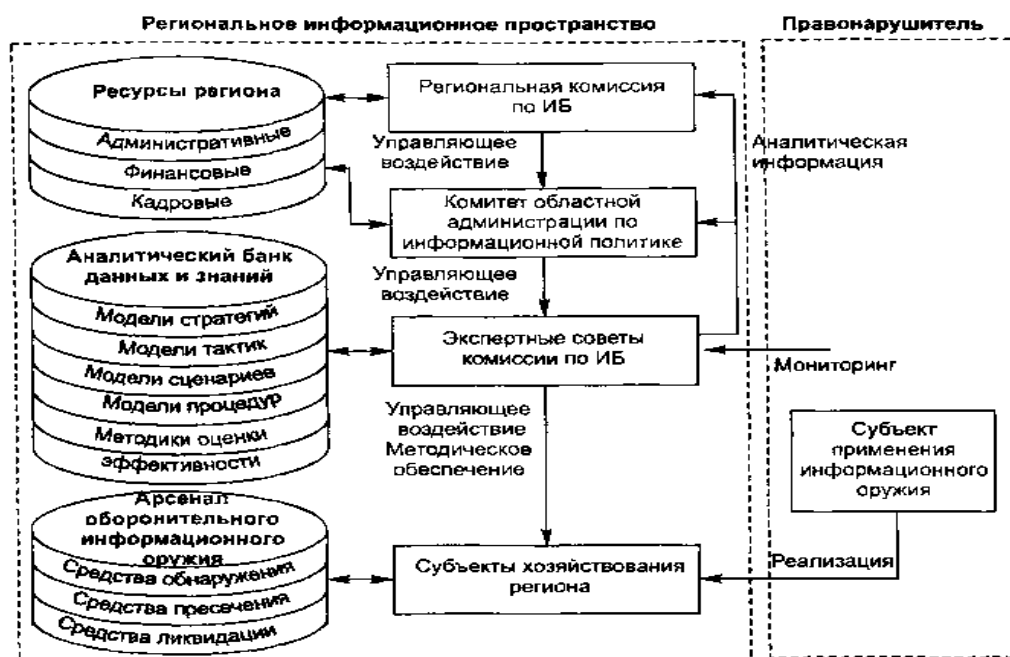 Региональное информационное пространство
Правонарушитель
Ресурсы региона
Административные
Финансовые
Кадровые
Региональная комиссия
по ИБ
Управляющее
воздействие
Аналитическая
информация
Комитет областной
администрации по
информационной политике
Аналитический банк
данных и знаний
Модели стратегий
Модели тактик
Модели сценариев
Модели процедур
Методики оценки
эффективности
Управляющее
воздействие
Экспертные советы
комиссии по ИБ
Мониторинг
Управляющее
воздействие
Методическое
обеспечение
Субъект
применения
информационного
оружия
Арсенал
оборонительного
информационного
оружия
Средства обнаружения
Средства пресечения
Средства ликвидации
Субъекты хозяйствования
региона
Реализация